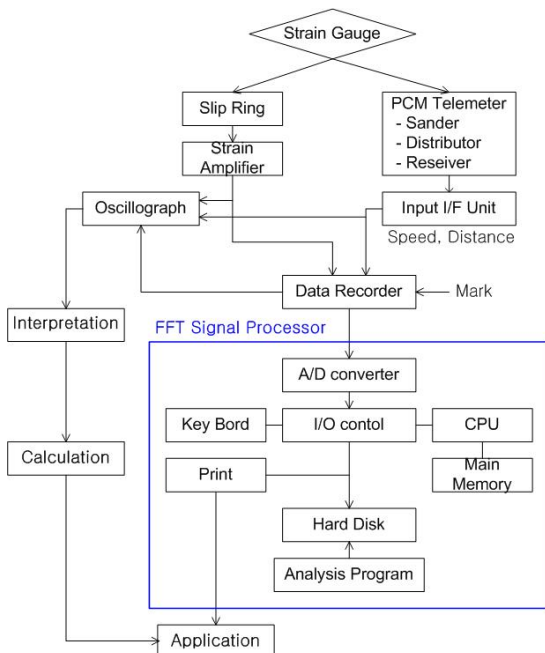 Strain Gauge
Slip Ring
PCM Telemeter
- Sander
- Distributor
- Reseiver
Strain
Amplifier
Oscillograph
Input I/F Unit
Speed, Distance
Data Recorder
Mark
Interpretation
FFT Signal Processor
A/D converter
Key Bord
I/O contol
CPU
Calculation
Print
Main
Memory
Hard Disk
Analysis Program
Application